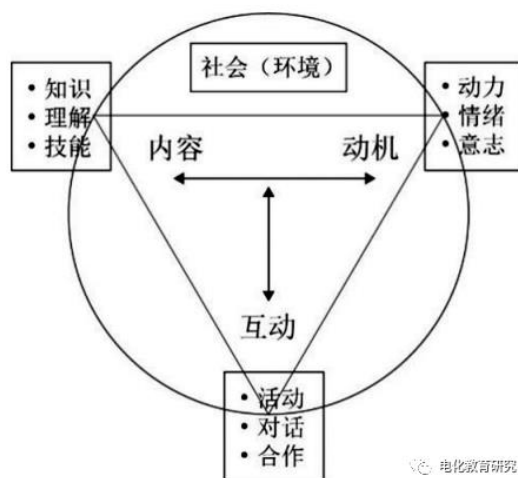 社会（环境）
• 知识
• 理解
• 技能
• 动力
• 情绪
• 意志
内容
动机
互动
• 活动
• 对话
• 合作
电化教育研究